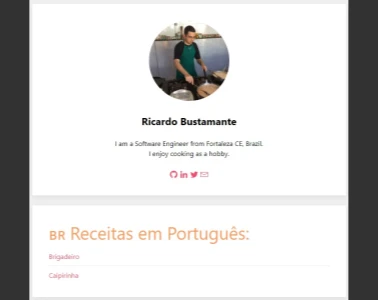 Ricardo Bustamante
I am a Software Engineer from Fortaleza CE, Brazil.
I enjoy cooking as a hobby.
BR Receitas em Português:
Brigadeiro
Caipirinha